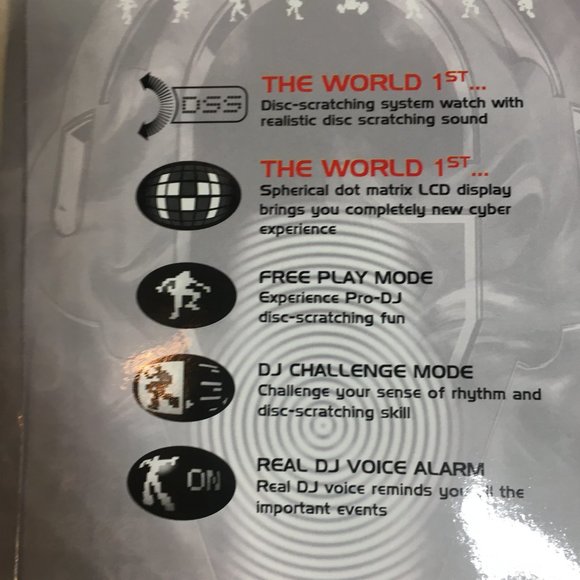 DSS
THE WORLD 1ST...
Disc-scratching system watch with
realistic disc scratching sound
THE WORLD 1ST...
Spherical dot matrix LCD display
brings you completely new cyber
experience
FREE PLAY MODE
Experience Pro-DJ
disc-scratching fun
DJ CHALLENGE MODE
Challenge your sense of rhythm and
disc-scratching skill
ON
REAL DJ VOICE ALARM
Real DJ voice reminds you the
important events